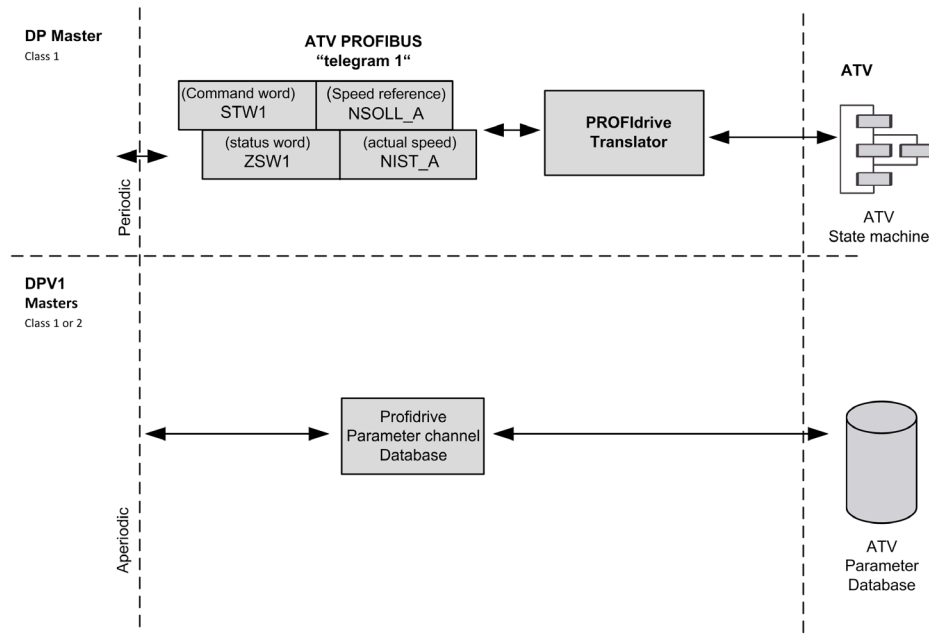 DP Master
Class 1
ATV PROFIBUS
“telegram 1“
(Command word)
STW1
(Speed reference)
NSOLL_A
(status word)
ZSW1
(actual speed)
NIST_A
PROFIdrive
Translator
ATV
ATV
State machine
Periodic
DPV1
Masters
Class 1 or 2
Profidrive
Parameter channel
Database
Aperiodic
ATV
Parameter
Database